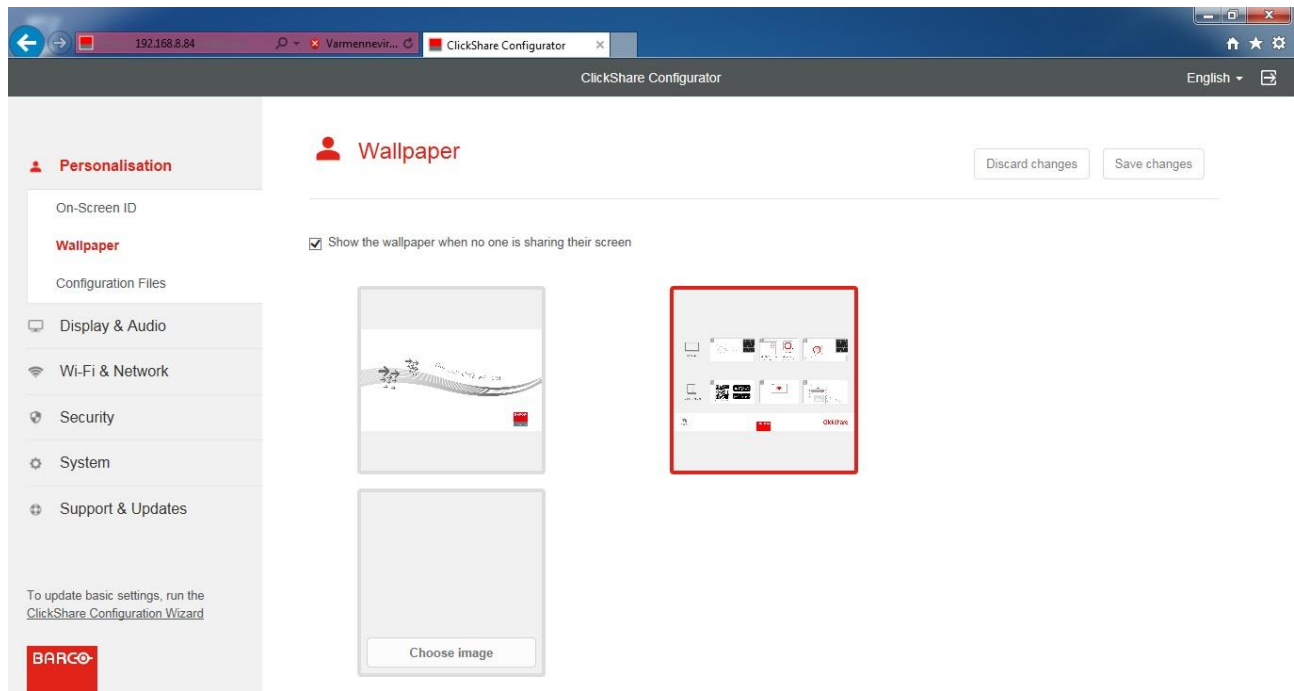 192.168.8.84
Varmennevir...
ClickShare Configurator
ClickShare Configurator
English
Personalisation
On-Screen ID
Wallpaper
Configuration Files
Display & Audio
Wi-Fi & Network
Security
System
Support & Updates
To update basic settings, run the
ClickShare Configuration Wizard
BARCO
Wallpaper
Discard changes
Save changes
Show the wallpaper when no one is sharing their screen
ClickShare
Choose image